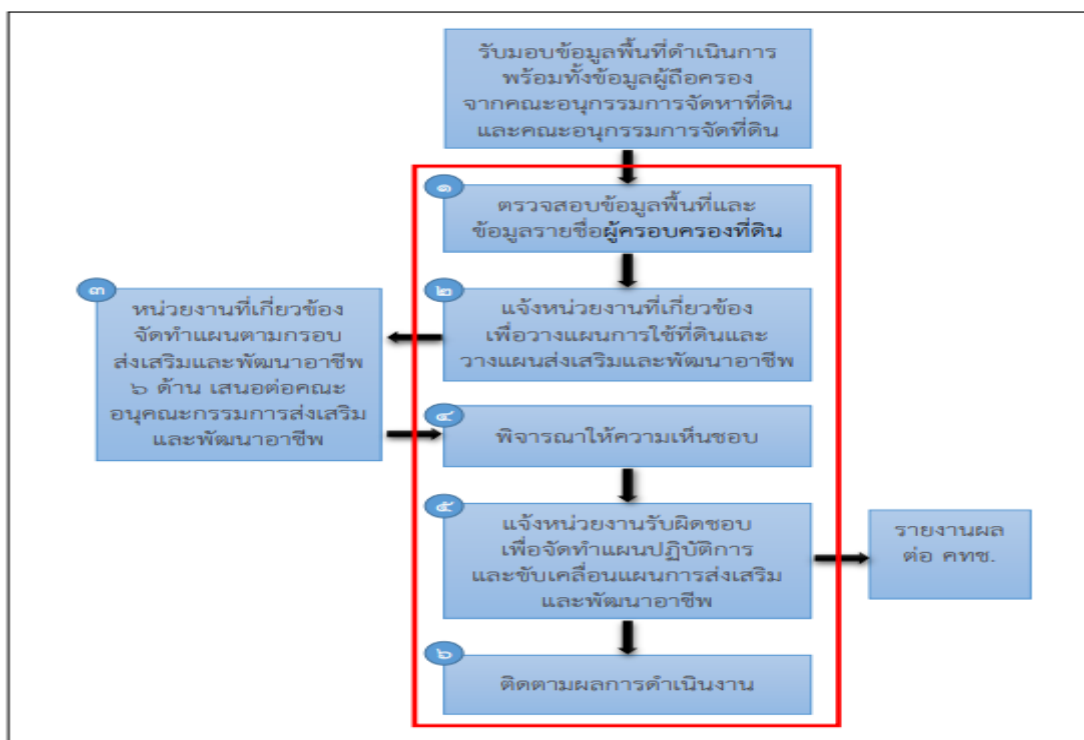 รับมอบข้อมูลพื้นที่ดำเนินการ
พร้อมทั้งข้อมูลผู้ถือครอง
จากคณะอนุกรรมการจัดหาที่ดิน
และคณะอนุกรรมการจัดที่ดิน
๑
ตรวจสอบข้อมูลพื้นที่และ
ข้อมูลรายชื่อผู้ครอบครองที่ดิน
๒
แจ้งหน่วยงานที่เกี่ยวข้อง
เพื่อวางแผนการใช้ที่ดินและ
วางแผนส่งเสริมและพัฒนาอาชีพ
๓
หน่วยงานที่เกี่ยวข้อง
จัดทำแผนตามกรอบ
ส่งเสริมและพัฒนาอาชีพ
๖ ด้าน เสนอต่อคณะ
อนุคณะกรรมการส่งเสริม
และพัฒนาอาชีพ
๔
พิจารณาให้ความเห็นชอบ
๕
แจ้งหน่วยงานรับผิดชอบ
เพื่อจัดทำแผนปฏิบัติการ
และขับเคลื่อนแผนการส่งเสริม
และพัฒนาอาชีพ
รายงานผล
ต่อ คทช.
๖
ติดตามผลการดำเนินงาน